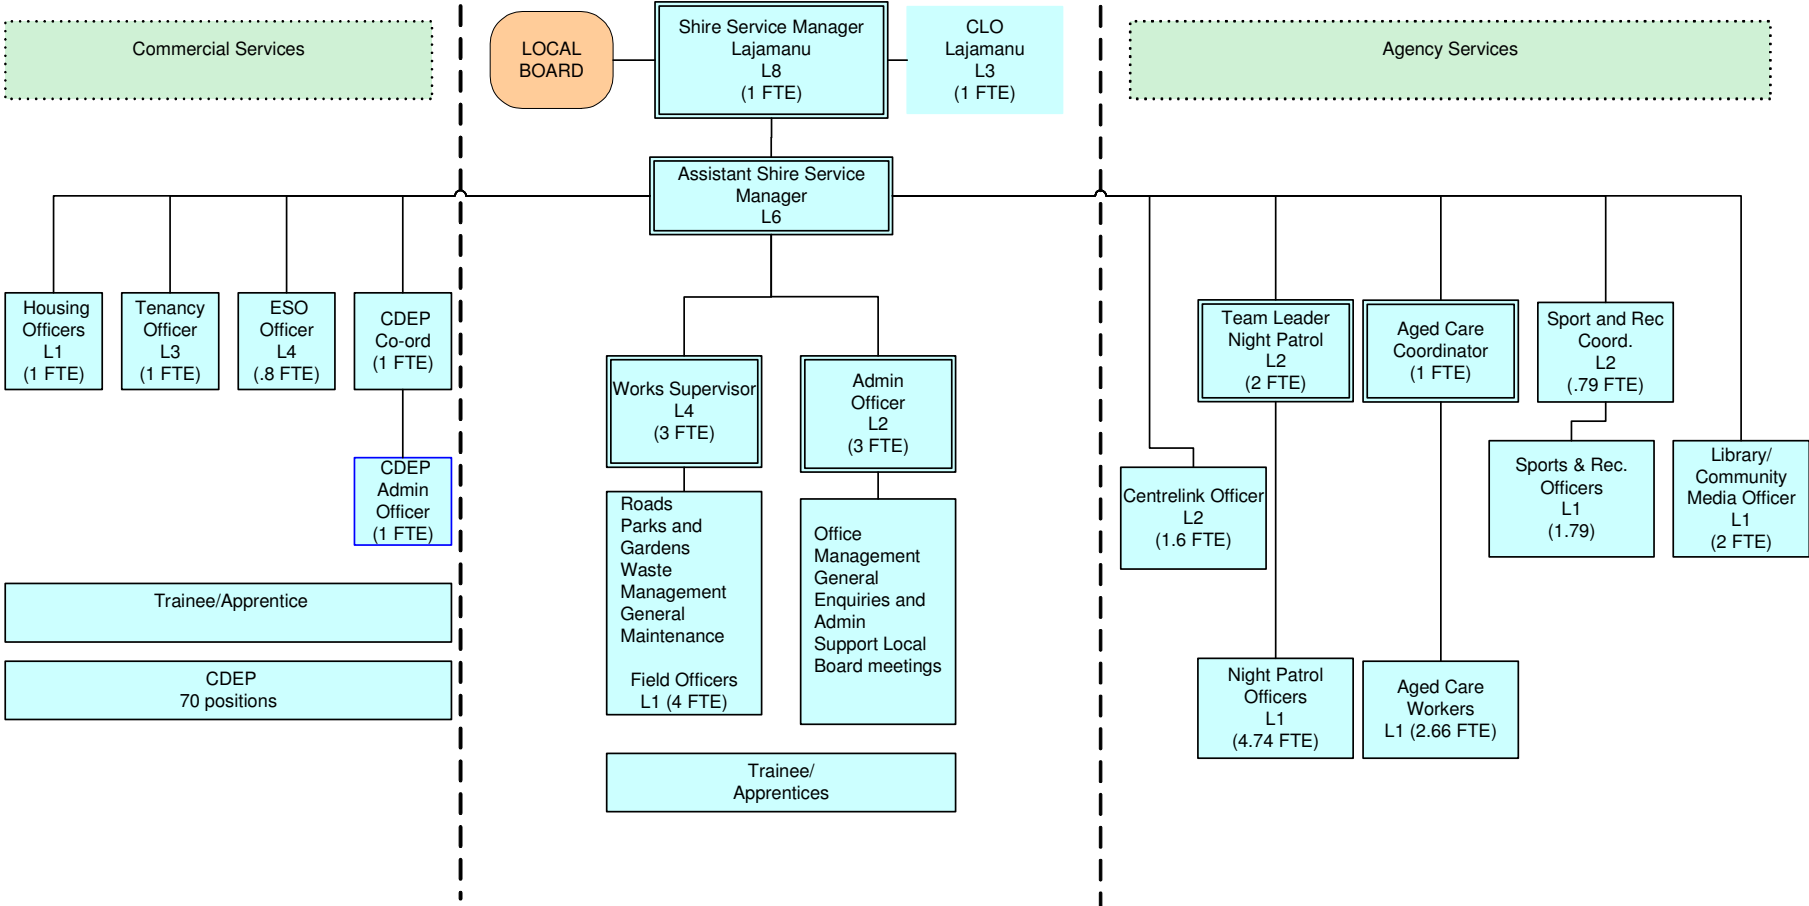 Commercial Services
LOCAL
BOARD
Shire Service Manager
Lajamanu
L8
(1 FTE)
CLO
Lajamanu
L3
(1 FTE)
Agency Services
Assistant Shire Service
Manager
L6
Housing
Officers
L1
(1 FTE)
Tenancy
Officer
L3
(1 FTE)
ESO
Officer
L4
(.8 FTE)
CDEP
Co-ord
(1 FTE)
CDEP
Admin
Officer
(1 FTE)
Trainee/Apprentice
CDEP
70 positions
Works Supervisor
L4
(3 FTE)
Admin
Officer
L2
(3 FTE)
Roads
Parks and
Gardens
Waste
Management
General
Maintenance
Field Officers
L1 (4 FTE)
Office
Management
General
Enquiries and
Admin
Support Local
Board meetings
Trainee/
Apprentices
Team Leader
Night Patrol
L2
(2 FTE)
Aged Care
Coordinator
(1 FTE)
Sport and Rec
Coord.
L2
(.79 FTE)
Centrelink Officer
L2
(1.6 FTE)
Sports & Rec.
Officers
L1
(1.79)
Library/
Community
Media Officer
L1
(2 FTE)
Night Patrol
Officers
L1
(4.74 FTE)
Aged Care
Workers
L1 (2.66 FTE)